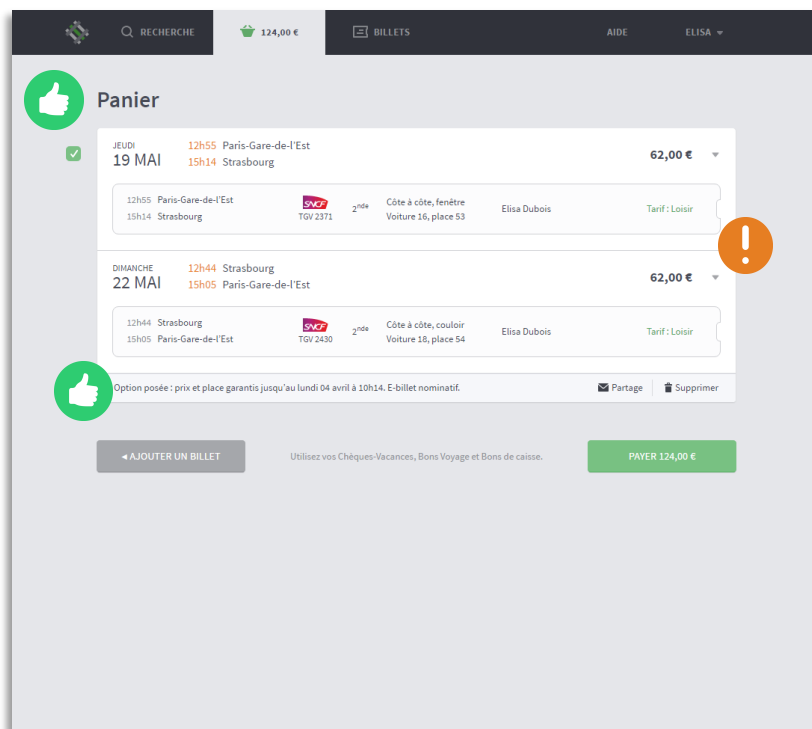 RECHERCHE
124,00 €
BILLETS
AIDE
ELISA
Panier
JEUDI
19 MAI
12h55 Paris-Gare-de-l'Est
15h14 Strasbourg
62,00 €
12h55 Paris-Gare-de-l'Est
15h14 Strasbourg
SNCF
TGV 2371
2nde
Côte à côte, fenêtre
Voiture 16, place 53
Elisa Dubois
Tarif : Loisir
DIMANCHE
22 MAI
12h44 Strasbourg
15h05 Paris-Gare-de-l'Est
62,00 €
12h44 Strasbourg
15h05 Paris-Gare-de-l'Est
SNCF
TGV 2430
2nde
Côte à côte, couloir
Voiture 18, place 54
Elisa Dubois
Tarif : Loisir
Option posée : prix et place garantis jusqu'au lundi 04 avril à 10h14. E-billet nominatif.
Partage
Supprimer
◂ AJOUTER UN BILLET
Utilisez vos Chèques-Vacances, Bons Voyage et Bons de caisse.
PAYER 124,00 €